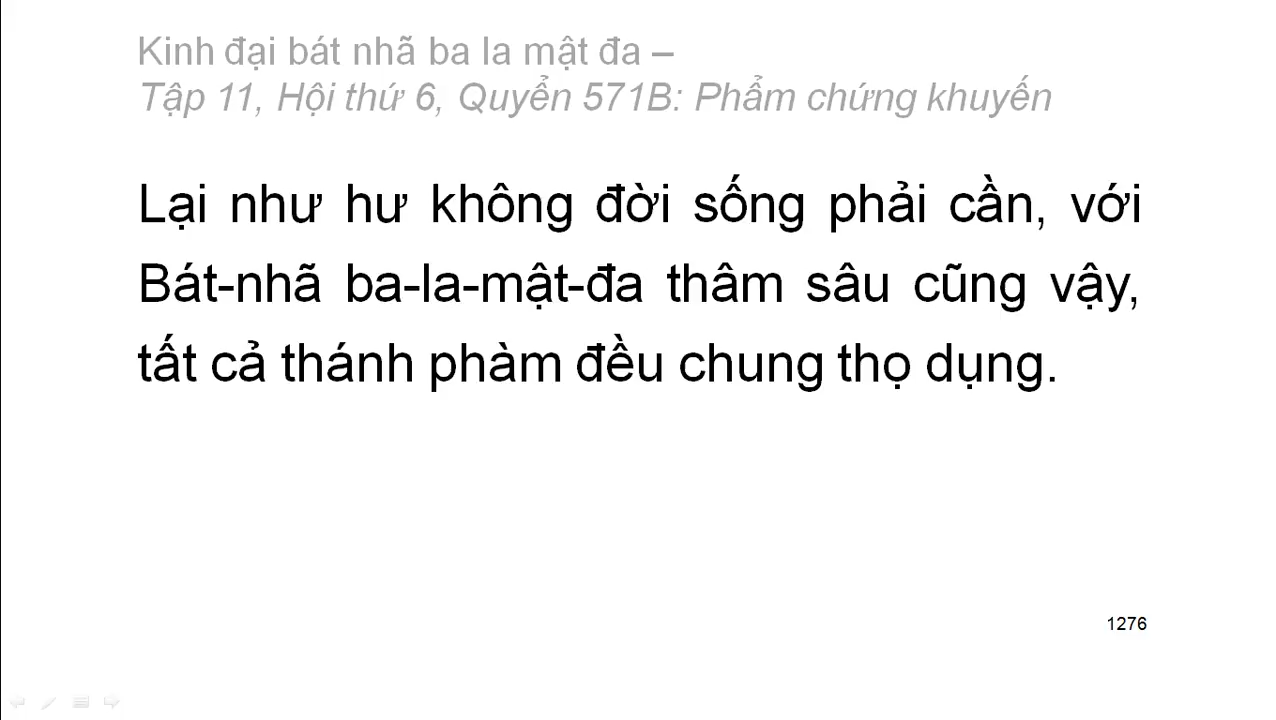 Kinh đại bát nhã ba la mật đa –
Tập 11, Hội thứ 6, Quyển 571B: Phẩm chứng khuyến
Lại như hư không đời sống phải cần, với
Bát-nhã ba-la-mật-đa thâm sâu cũng vậy,
tất cả thánh phàm đều chung thọ dụng.
1276